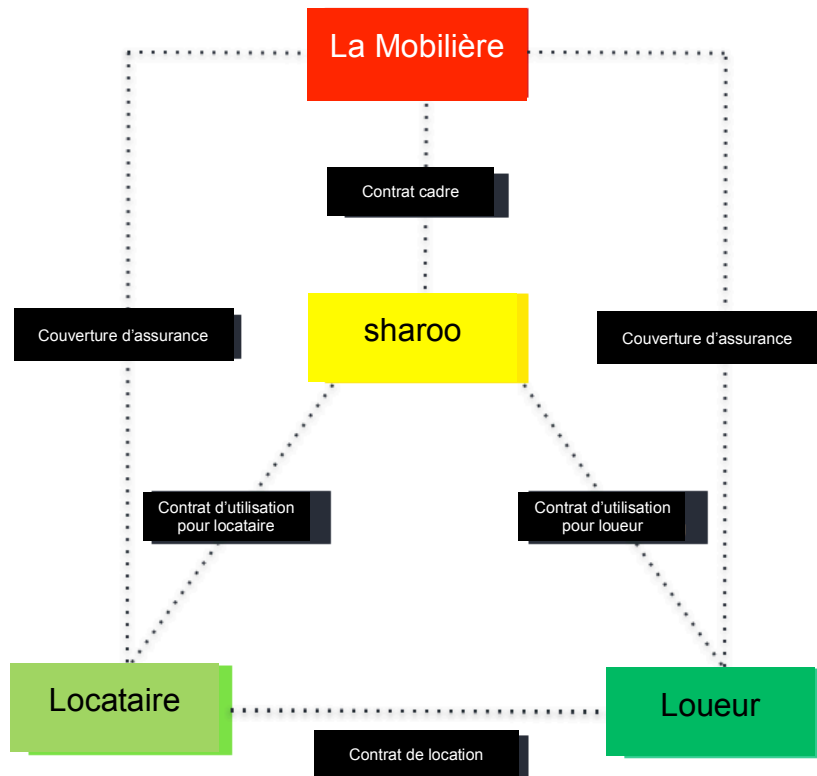 La Mobilière
Contrat cadre
sharoo
Couverture d’assurance
Couverture d’assurance
Contrat d’utilisation
pour locataire
Contrat d’utilisation
pour loueur
Locataire
Loueur
Contrat de location